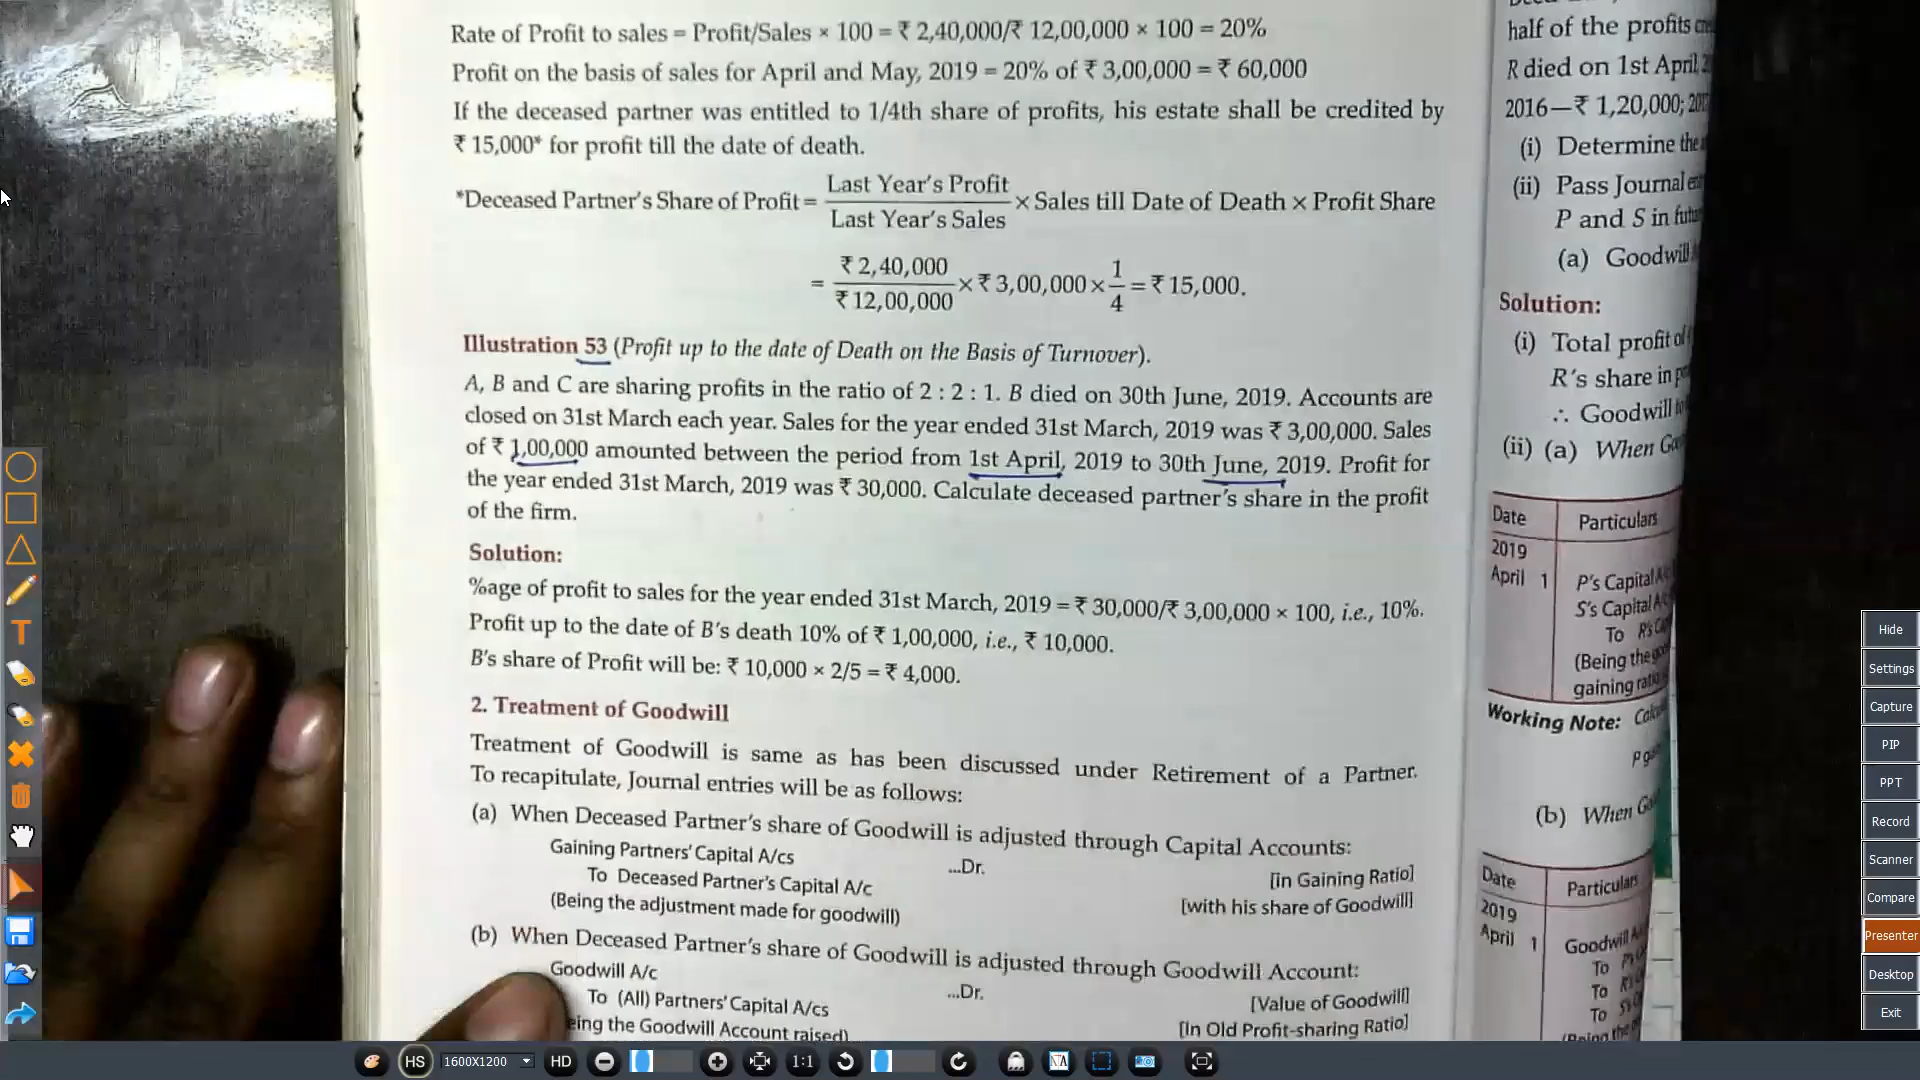 Rate of Profit to sales = Profit/Sales × 100 = ₹ 2,40,000/₹ 12,00,000 × 100 = 20%
Profit on the basis of sales for April and May, 2019 = 20% of ₹ 3,00,000 = ₹ 60,000
If the deceased partner was entitled to 1/4th share of profits, his estate shall be credited by
₹ 15,000* for profit till the date of death.
*Deceased Partner's Share of Profit = Last Year's Profit / Last Year's Sales × Sales till Date of Death × Profit Share
= ₹ 2,40,000 / ₹ 12,00,000 × ₹ 3,00,000 × 1/4 = ₹ 15,000.
Illustration 53 (Profit up to the date of Death on the Basis of Turnover).
A, B and C are sharing profits in the ratio of 2 : 2 : 1. B died on 30th June, 2019. Accounts are
closed on 31st March each year. Sales for the year ended 31st March, 2019 was ₹ 3,00,000. Sales
of ₹ 1,00,000 amounted between the period from 1st April, 2019 to 30th June, 2019. Profit for
the year ended 31st March, 2019 was ₹ 30,000. Calculate deceased partner's share in the profit
of the firm.
Solution:
%age of profit to sales for the year ended 31st March, 2019 = ₹ 30,000/₹ 3,00,000 × 100, i.e., 10%.
Profit up to the date of B's death 10% of ₹ 1,00,000, i.e., ₹ 10,000.
B's share of Profit will be: ₹ 10,000 × 2/5 = ₹ 4,000.
2. Treatment of Goodwill
Treatment of Goodwill is same as has been discussed under Retirement of a Partner.
To recapitulate, Journal entries will be as follows:
(a) When Deceased Partner's share of Goodwill is adjusted through Capital Accounts:
Gaining Partners' Capital A/cs ...Dr. [in Gaining Ratio]
To Deceased Partner's Capital A/c [with his share of Goodwill]
(Being the adjustment made for goodwill)
(b) When Deceased Partner's share of Goodwill is adjusted through Goodwill Account:
Goodwill A/c ...Dr. [Value of Goodwill]
To (All) Partners' Capital A/cs [In Old Profit-sharing Ratio]
the Goodwill Account raised)
half of the profits
R died on 1st April
2016—₹ 1,20,000;
(i) Determine the
(ii) Pass Journal
P and S in
(a) Goodwill
Solution:
(i) Total profit of
R's share in
∴ Goodwill
(ii) (a) When
Date Particulars
2019
April 1 P's Capital
S's Capital
To
(Being the
gaining
Working Note:
(b) When
Date Particulars
2019
April 1 Goodwill
To
To
To
Hide
Settings
Capture
PIP
PPT
Record
Scanner
Compare
Presenter
Desktop
Exit
T
HS 1600X1200 HD 1:1